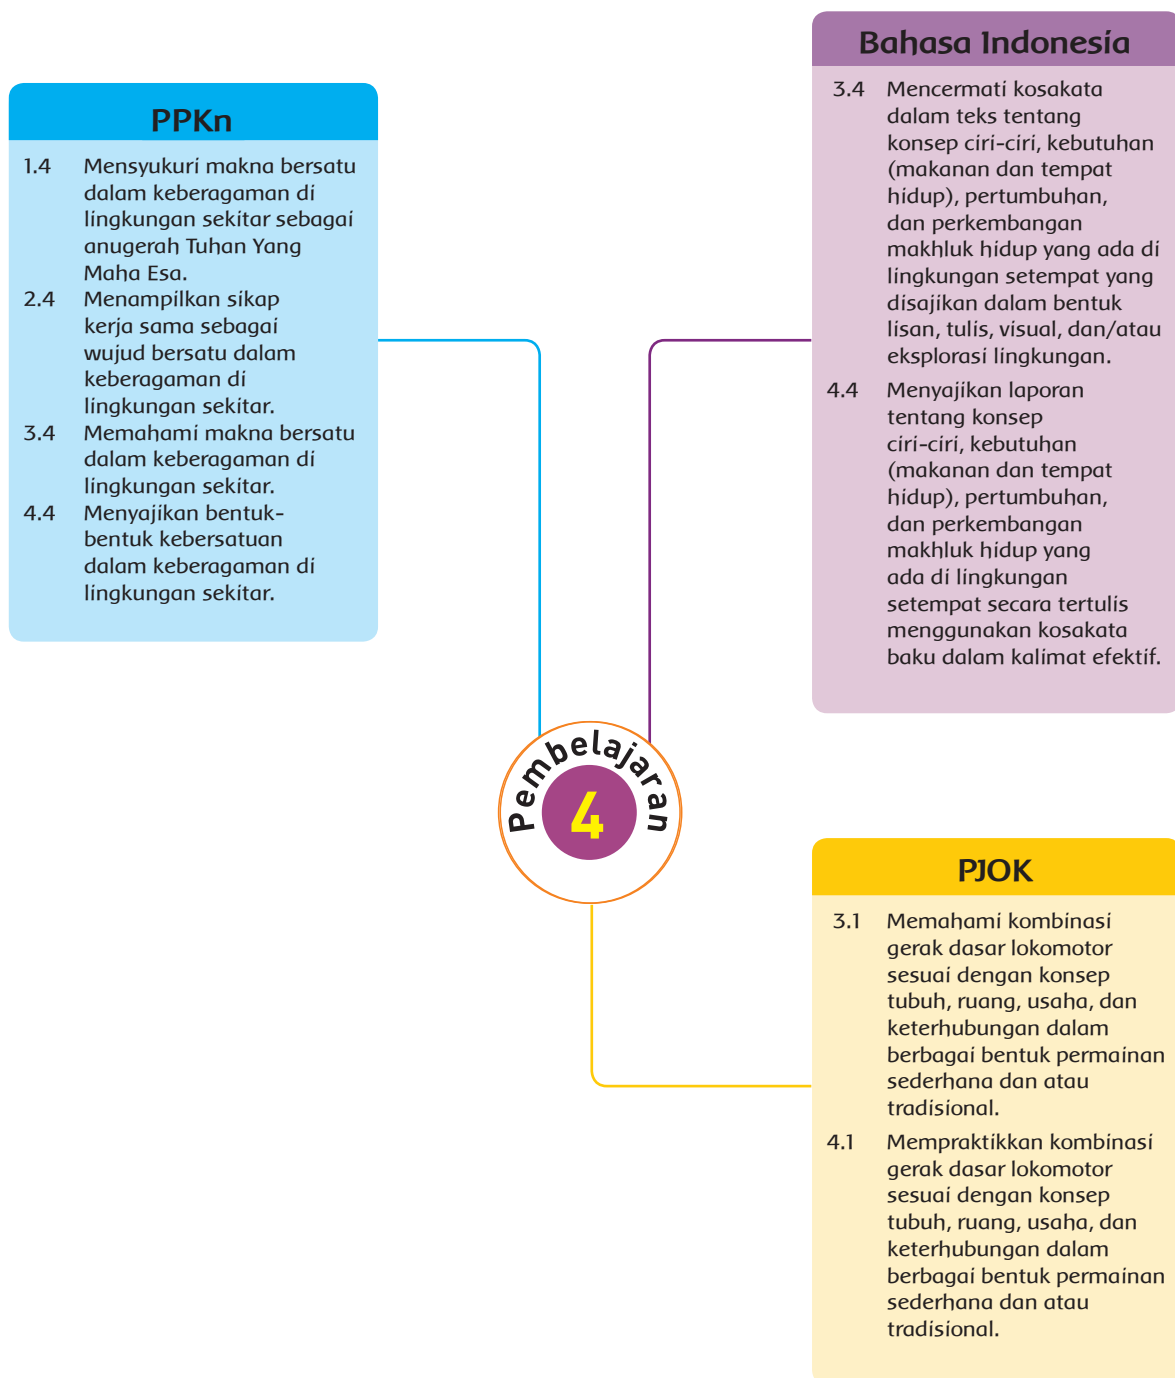 PPKn
1.4 Mensyukuri makna bersatu
dalam keberagaman di
lingkungan sekitar sebagai
anugerah Tuhan Yang
Maha Esa.
2.4 Menampilkan sikap
kerja sama sebagai
wujud bersatu dalam
keberagaman di
lingkungan sekitar.
3.4 Memahami makna bersatu
dalam keberagaman di
lingkungan sekitar.
4.4 Menyajikan bentuk-
bentuk kebersatuan
dalam keberagaman di
lingkungan sekitar.
Bahasa Indonesia
3.4 Mencermati kosakata
dalam teks tentang
konsep ciri-ciri, kebutuhan
(makanan dan tempat
hidup), pertumbuhan,
dan perkembangan
makhluk hidup yang ada di
lingkungan setempat yang
disajikan dalam bentuk
lisan, tulis, visual, dan/atau
eksplorasi lingkungan.
4.4 Menyajikan laporan
tentang konsep
ciri-ciri, kebutuhan
(makanan dan tempat
hidup), pertumbuhan,
dan perkembangan
makhluk hidup yang
ada di lingkungan
setempat secara tertulis
menggunakan kosakata
baku dalam kalimat efektif.
Pembelajaran
4
PJOK
3.1 Memahami kombinasi
gerak dasar lokomotor
sesuai dengan konsep
tubuh, ruang, usaha, dan
keterhubungan dalam
berbagai bentuk permainan
sederhana dan atau
tradisional.
4.1 Mempraktikkan kombinasi
gerak dasar lokomotor
sesuai dengan konsep
tubuh, ruang, usaha, dan
keterhubungan dalam
berbagai bentuk permainan
sederhana dan atau
tradisional.